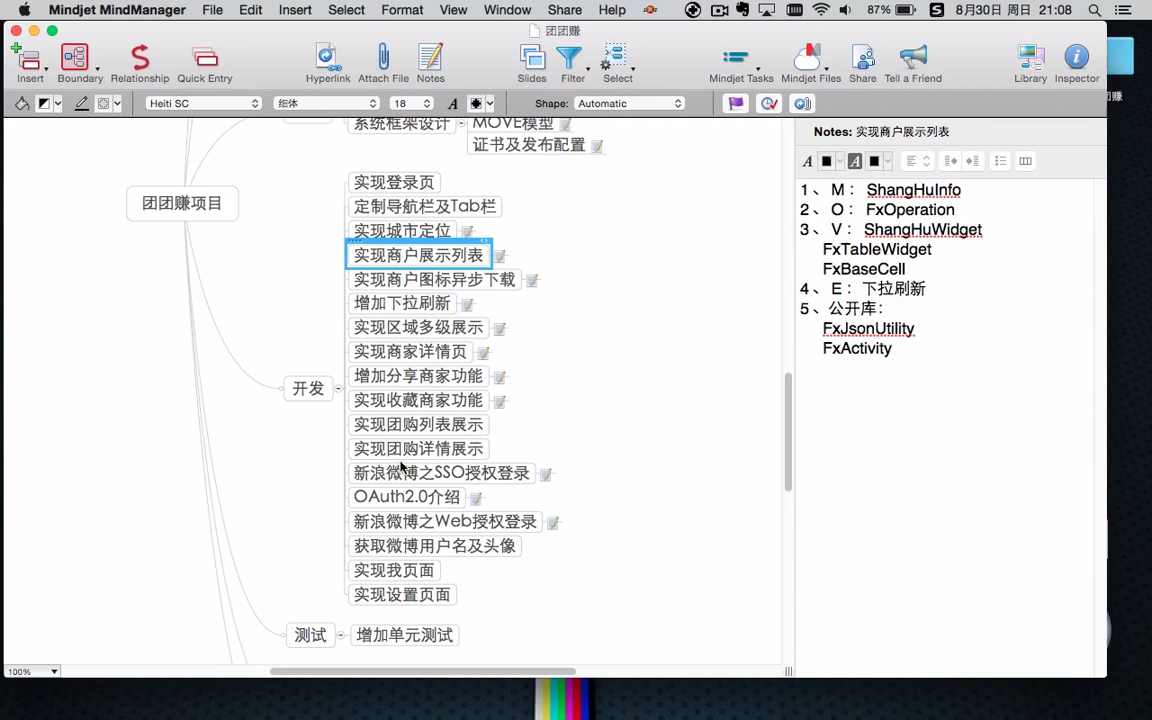 Mindjet MindManager File Edit Insert Select Format View Window Share Help 87% 8月30日 周日 21:08
团团赚
Insert Boundary Relationship Quick Entry Hyperlink Attach File Notes Slides Filter Select Mindjet Tasks Mindjet Files Share Tell a Friend Library Inspector
Heiti SC 细体 18 Shape: Automatic
系统框架设计
MOVE模型
证书及发布配置
团团赚项目
开发
实现登录页
定制导航栏及Tab栏
实现城市定位
实现商户展示列表
实现商户图标异步下载
增加下拉刷新
实现区域多级展示
实现商家详情页
增加分享商家功能
实现收藏商家功能
实现团购列表展示
实现团购详情展示
新浪微博之SSO授权登录
OAuth2.0介绍
新浪微博之Web授权登录
获取微博用户名及头像
实现我页面
实现设置页面
测试
增加单元测试
100%
Notes: 实现商户展示列表
1、 M： ShangHuInfo
2、 O： FxOperation
3、 V： ShangHuWidget
FxTableWidget
FxBaseCell
4、 E： 下拉刷新
5、 公开库：
FxJsonUtility
FxActivity